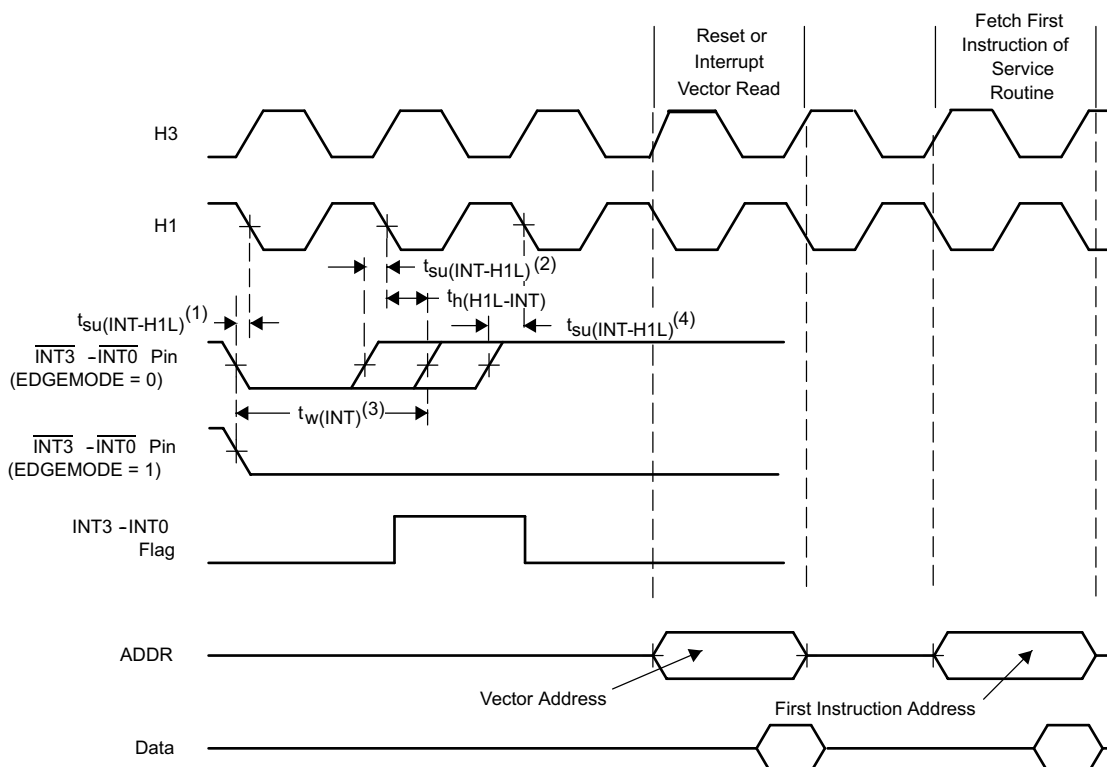 Reset or
Interrupt
Vector Read
Fetch First
Instruction of
Service
Routine
H3
H1
tsu(INT-H1L)(2)
th(H1L-INT)
tsu(INT-H1L)(1)
tsu(INT-H1L)(4)
INT3 -INT0 Pin
(EDGEMODE = 0)
tw(INT)(3)
INT3 -INT0 Pin
(EDGEMODE = 1)
INT3 -INT0
Flag
ADDR
Vector Address
First Instruction Address
Data